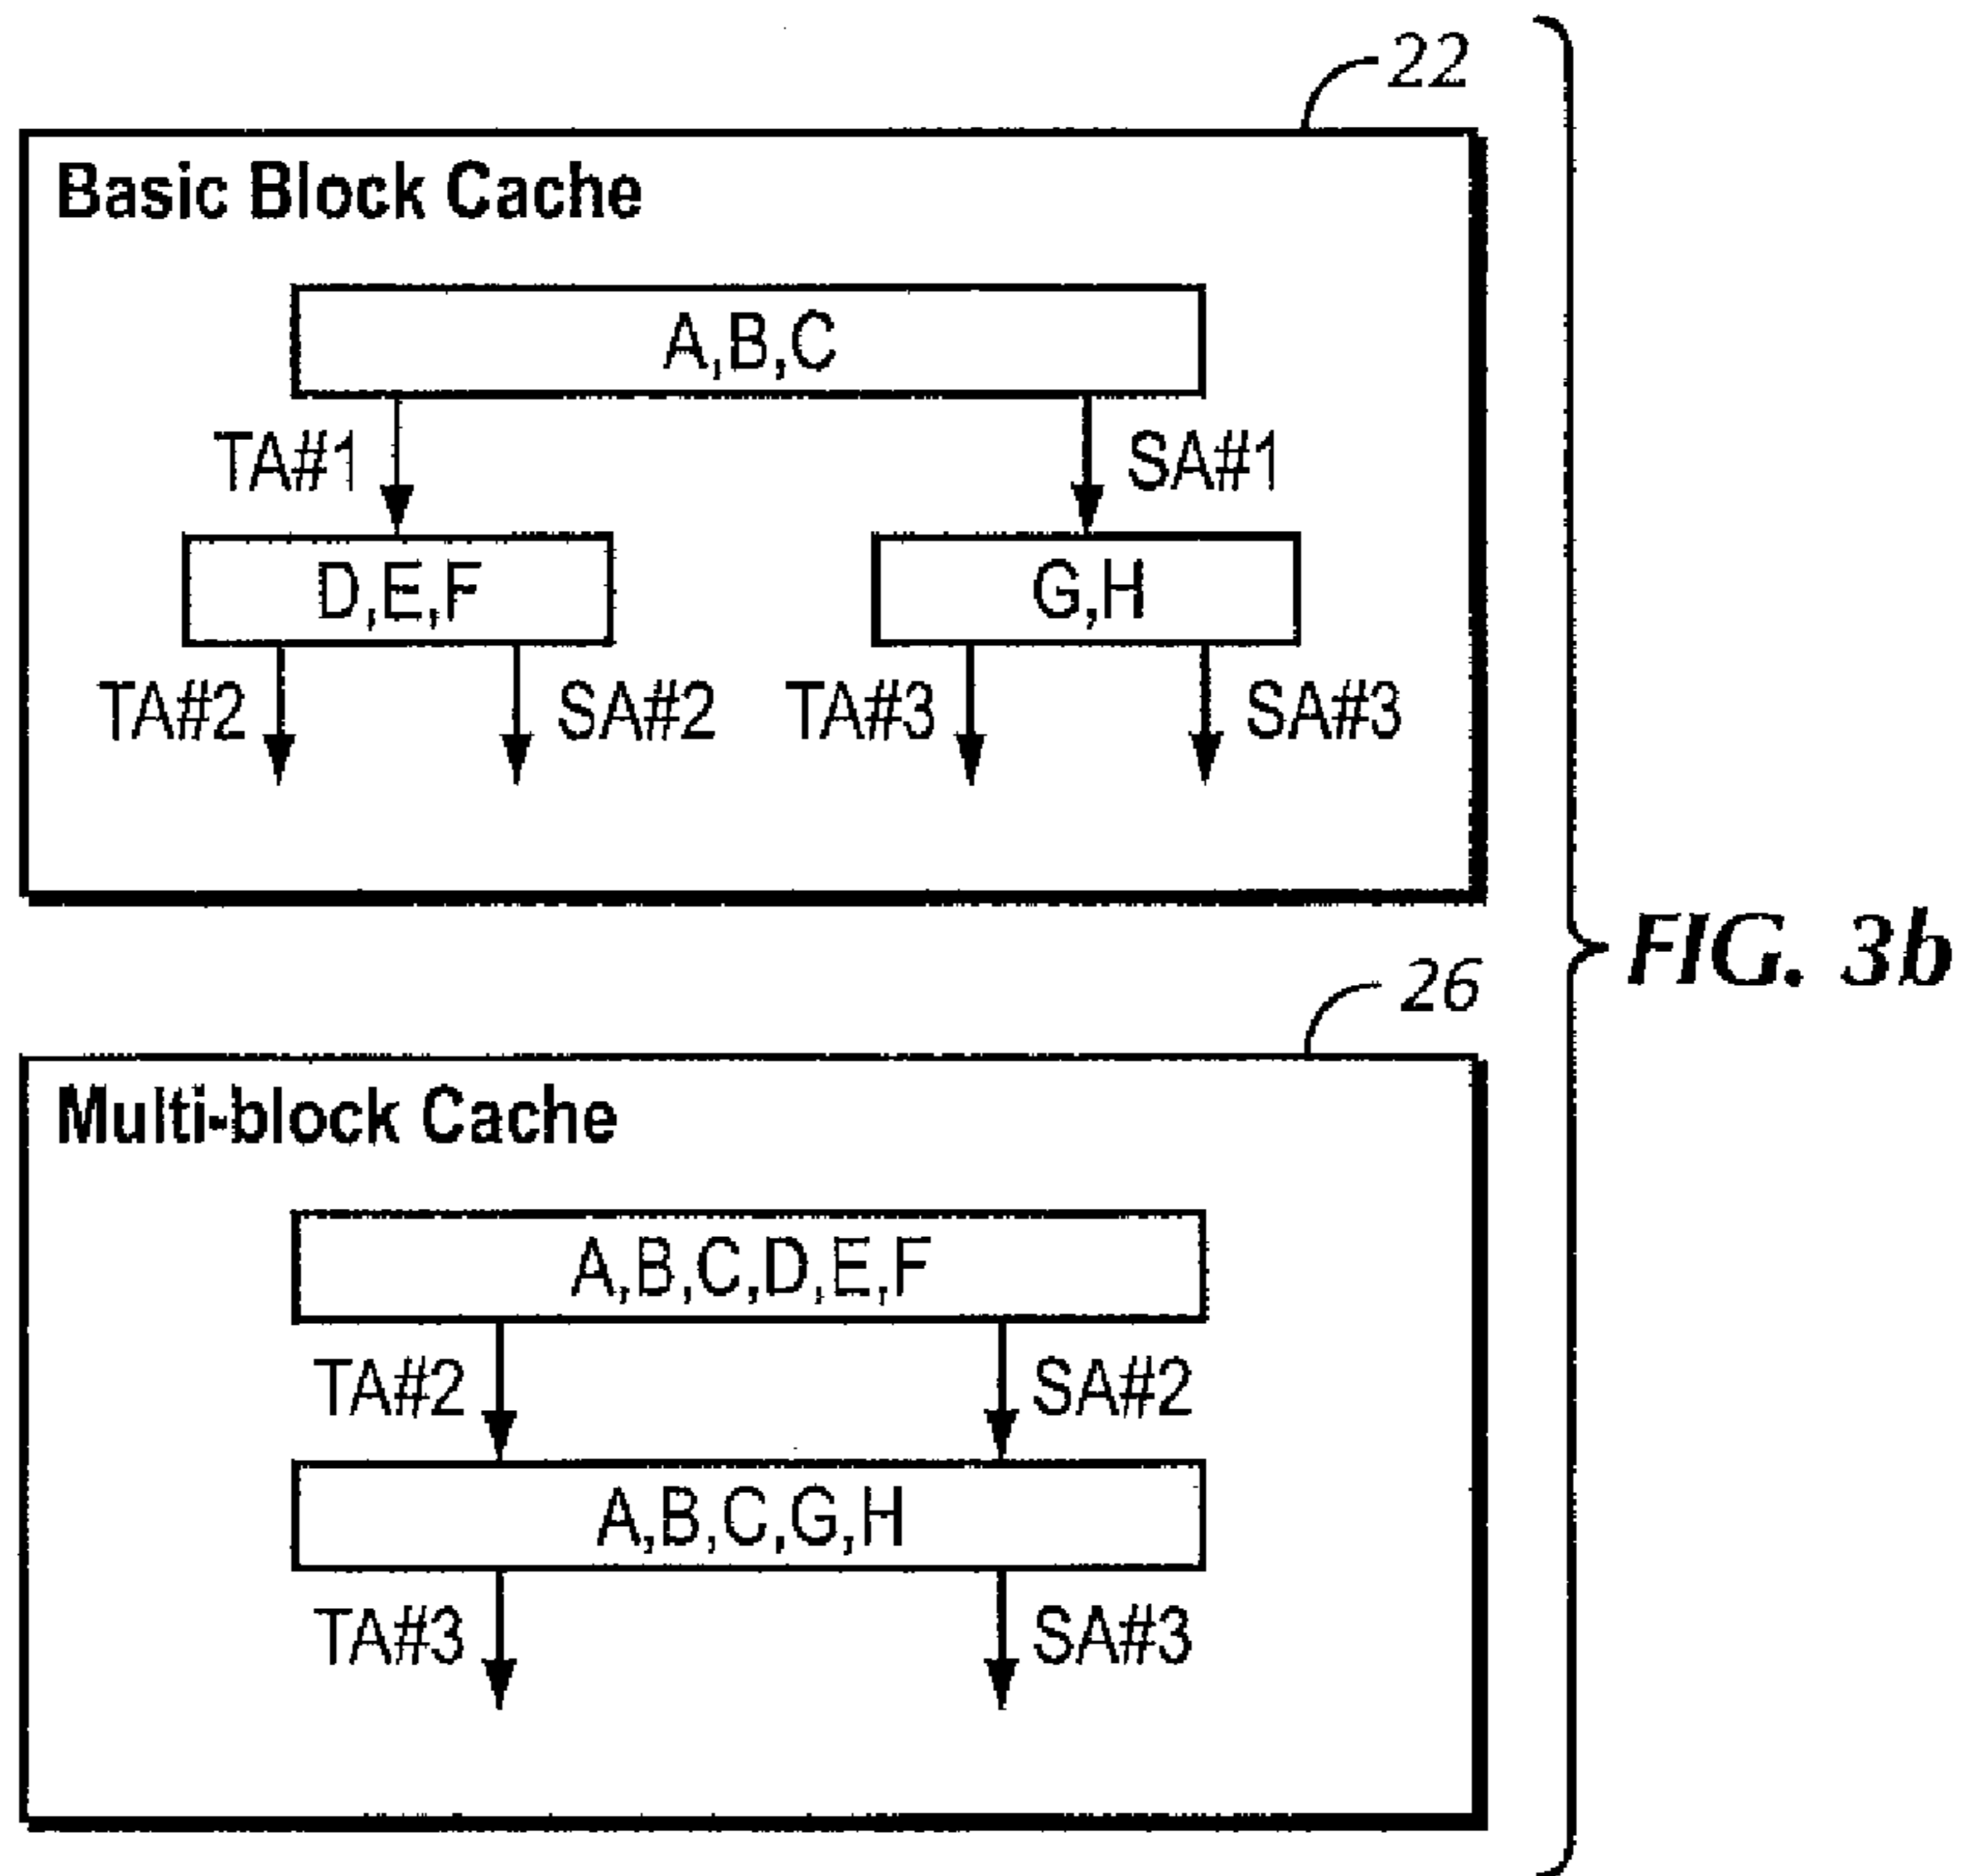 22
Basic Block Cache
A,B,C
TA#1 SA#1
D,E,F G,H
TA#2 SA#2 TA#3 SA#3
FIG. 3b
26
Multi-block Cache
A,B,C,D,E,F
TA#2 SA#2
A,B,C,G,H
TA#3 SA#3